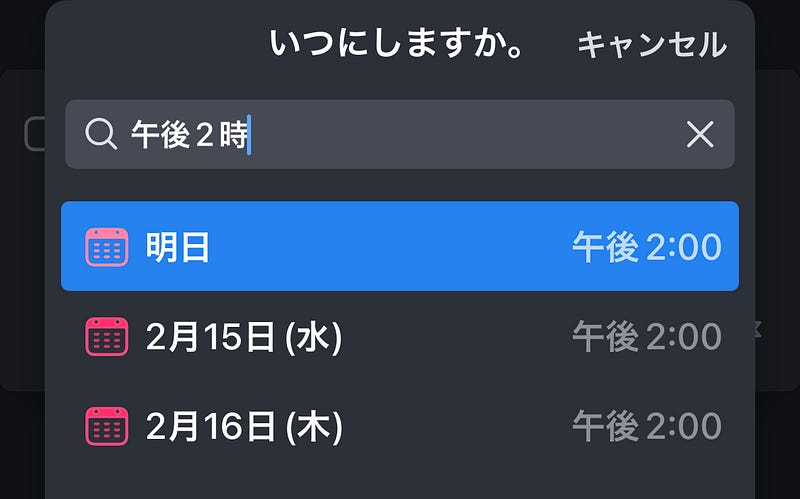 いつにしますか。 キャンセル
午後2時
明日 午後2:00
2月15日(水) 午後2:00
2月16日(木) 午後2:00